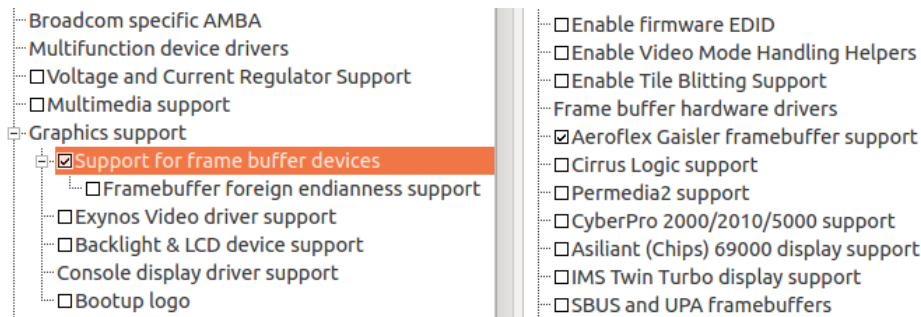 Broadcom specific AMBA
Multifunction device drivers
Voltage and Current Regulator Support
Multimedia support
Graphics support
Support for frame buffer devices
Framebuffer foreign endianness support
Exynos Video driver support
Backlight & LCD device support
Console display driver support
Bootup logo
Enable firmware EDID
Enable Video Mode Handling Helpers
Enable Tile Blitting Support
Frame buffer hardware drivers
Aeroflex Gaisler framebuffer support
Cirrus Logic support
Permedia2 support
CyberPro 2000/2010/5000 support
Asiliant (Chips) 69000 display support
IMS Twin Turbo display support
SBUS and UPA framebuffers